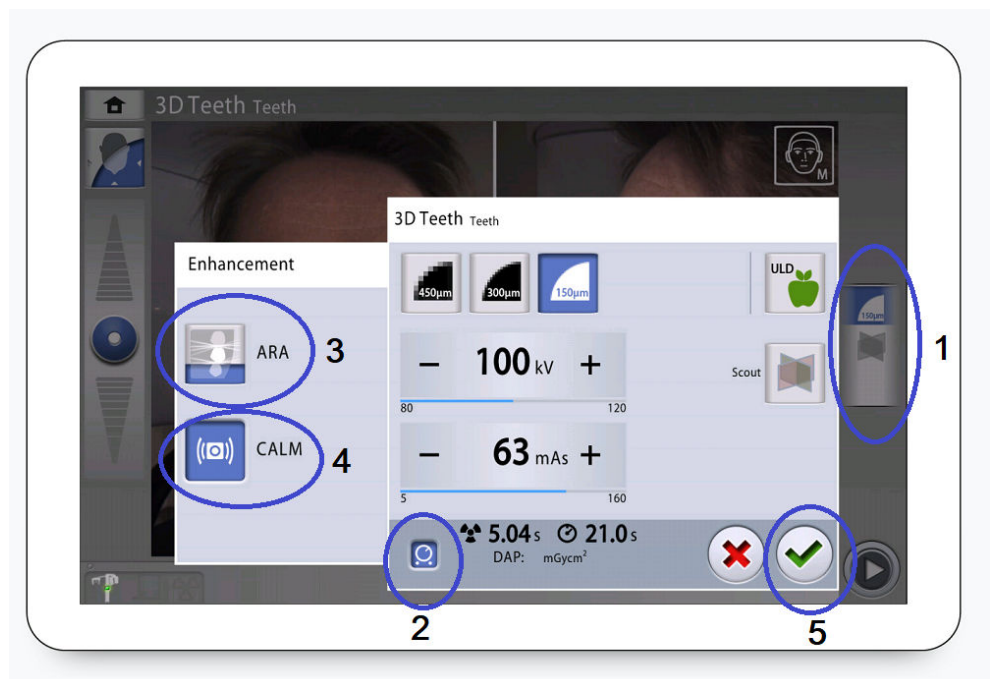 3D Teeth Teeth
M
3D Teeth Teeth
Enhancement
450µm 300µm 150µm ULD
150µm
1
ARA 3
100 kV
Scout
80 120
CALM 4
63 mAs
5 160
5.04 s 21.0 s
DAP: mGycm²
2
5